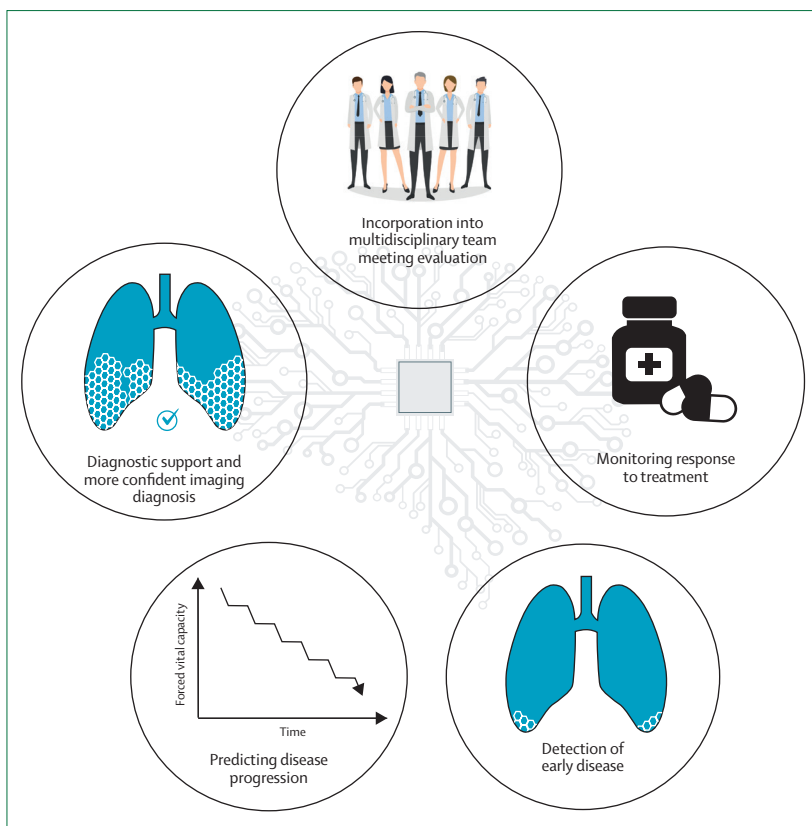 Incorporation into
multidisciplinary team
meeting evaluation
Diagnostic support and
more confident imaging
diagnosis
Monitoring response
to treatment
Forced vital capacity
Time
Predicting disease
progression
Detection of
early disease